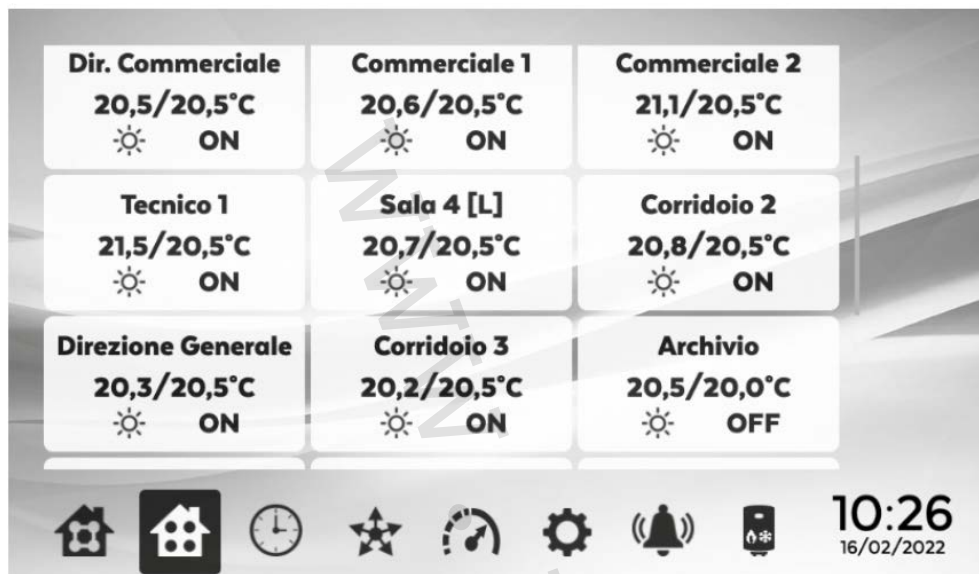 Dir. Commerciale
20,5/20,5°C
ON
Commerciale 1
20,6/20,5°C
ON
Commerciale 2
21,1/20,5°C
ON
Tecnico 1
21,5/20,5°C
ON
Sala 4 [L]
20,7/20,5°C
ON
Corridoio 2
20,8/20,5°C
ON
Direzione Generale
20,3/20,5°C
ON
Corridoio 3
20,2/20,5°C
ON
Archivio
20,5/20,0°C
OFF
10:26
16/02/2022
www.